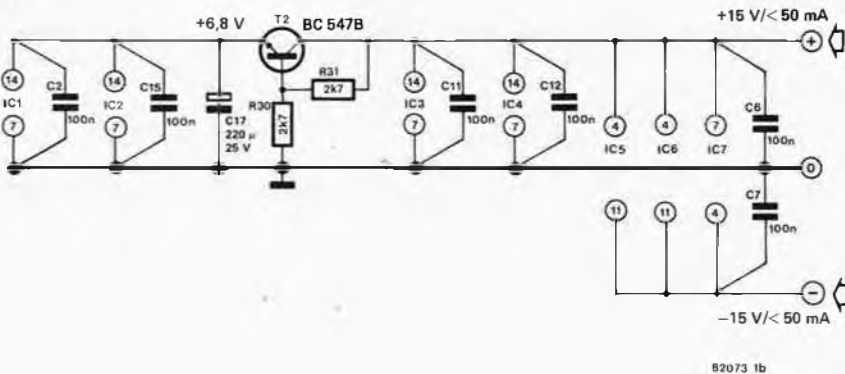 +6,8 V
T2
BC 547B
+15 V/< 50 mA
+
R31
2k7
14
C2
14
C15
14
C11
14
C12
IC1
100n
IC2
100n
C17
220 µ
25 V
R30
2k7
IC3
100n
IC4
100n
C6
100n
7
7
7
7
4
IC5
4
IC6
7
IC7
0
C7
100n
11
11
4
−
−15 V/< 50 mA
82073 1b